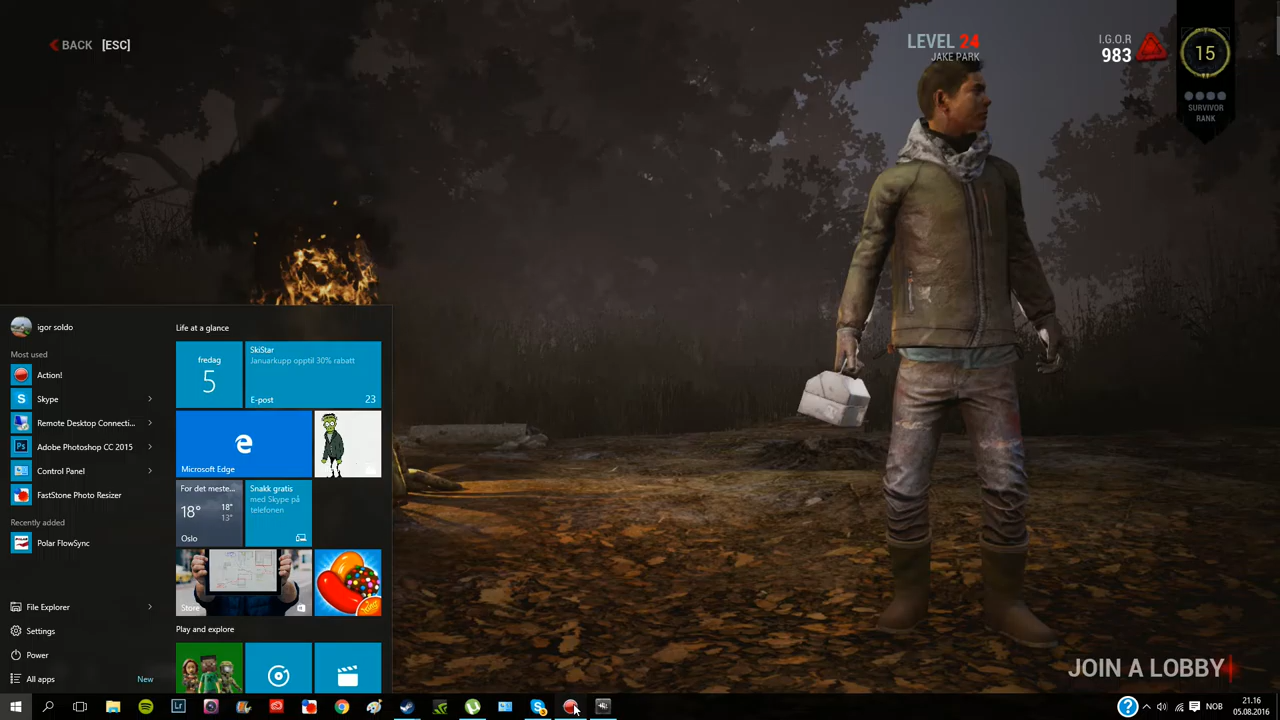 BACK [ESC]
LEVEL 24
JAKE PARK
I.G.O.R
983
15
SURVIVOR
RANK
igor soldo
Most used
Action!
Skype
Remote Desktop Connecti...
Adobe Photoshop CC 2015
Control Panel
FastStone Photo Resizer
Recently added
Polar FlowSync
File Explorer
Settings
Power
All apps New
Life at a glance
fredag
5
SkiStar
Januarkupp opptil 30% rabatt
E-post 23
Microsoft Edge
For det meste...
18° 18°
13°
Oslo
Snakk gratis
med Skype på
telefonen
Store
Play and explore
JOIN A LOBBY
NOB
21.16
05.08.2016